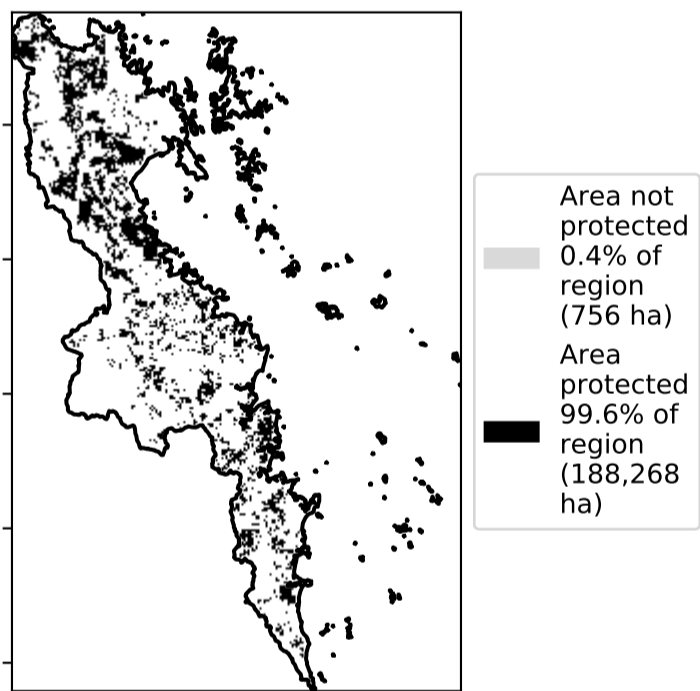 Area not
protected
0.4% of
region
(756 ha)
Area
protected
99.6% of
region
(188,268
ha)